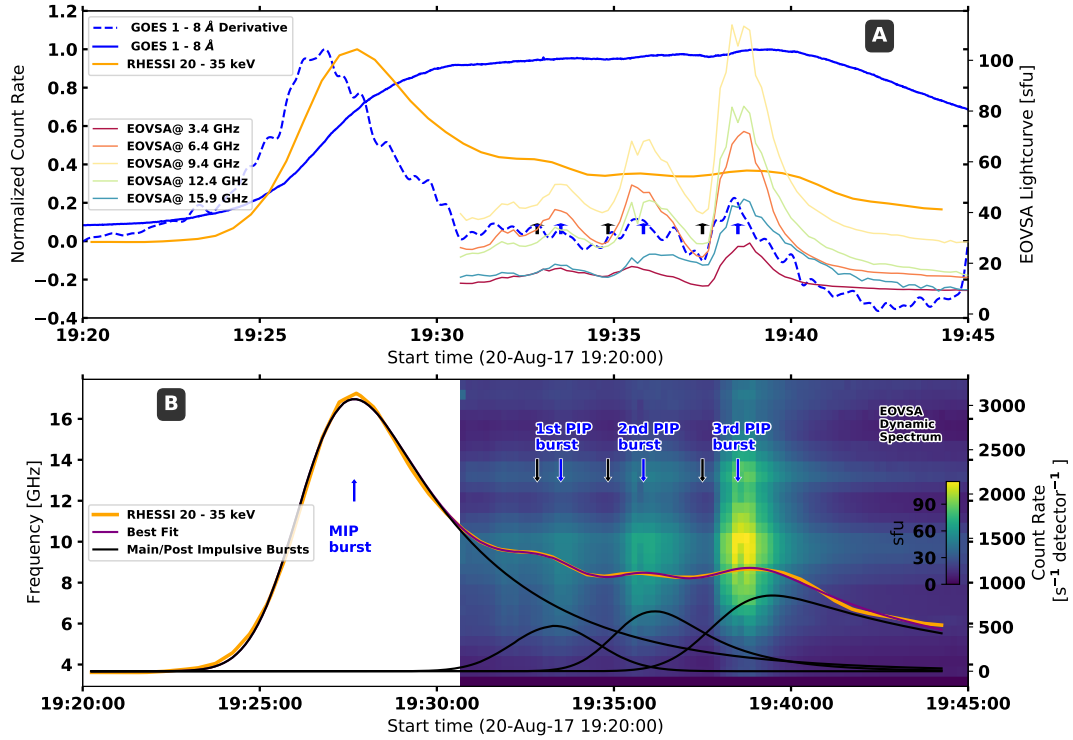 A
GOES 1 - 8 Å Derivative
GOES 1 - 8 Å
RHESSI 20 - 35 keV
EOVSA@ 3.4 GHz
EOVSA@ 6.4 GHz
EOVSA@ 9.4 GHz
EOVSA@ 12.4 GHz
EOVSA@ 15.9 GHz
Normalized Count Rate
1.2
1.0
0.8
0.6
0.4
0.2
0.0
−0.2
−0.4
EOVSA Lightcurve [sfu]
100
80
60
40
20
0
19:20
19:25
19:30
19:35
19:40
19:45
Start time (20-Aug-17 19:20:00)
B
EOVSA
Dynamic
Spectrum
1st PIP
burst
2nd PIP
burst
3rd PIP
burst
MIP
burst
RHESSI 20 - 35 keV
Best Fit
Main/Post Impulsive Bursts
Frequency [GHz]
16
14
12
10
8
6
4
sfu
90
60
30
0
3000
2500
2000
1500
1000
500
0
Count Rate
[s⁻¹ detector⁻¹]
19:20:00
19:25:00
19:30:00
19:35:00
19:40:00
19:45:00
Start time (20-Aug-17 19:20:00)